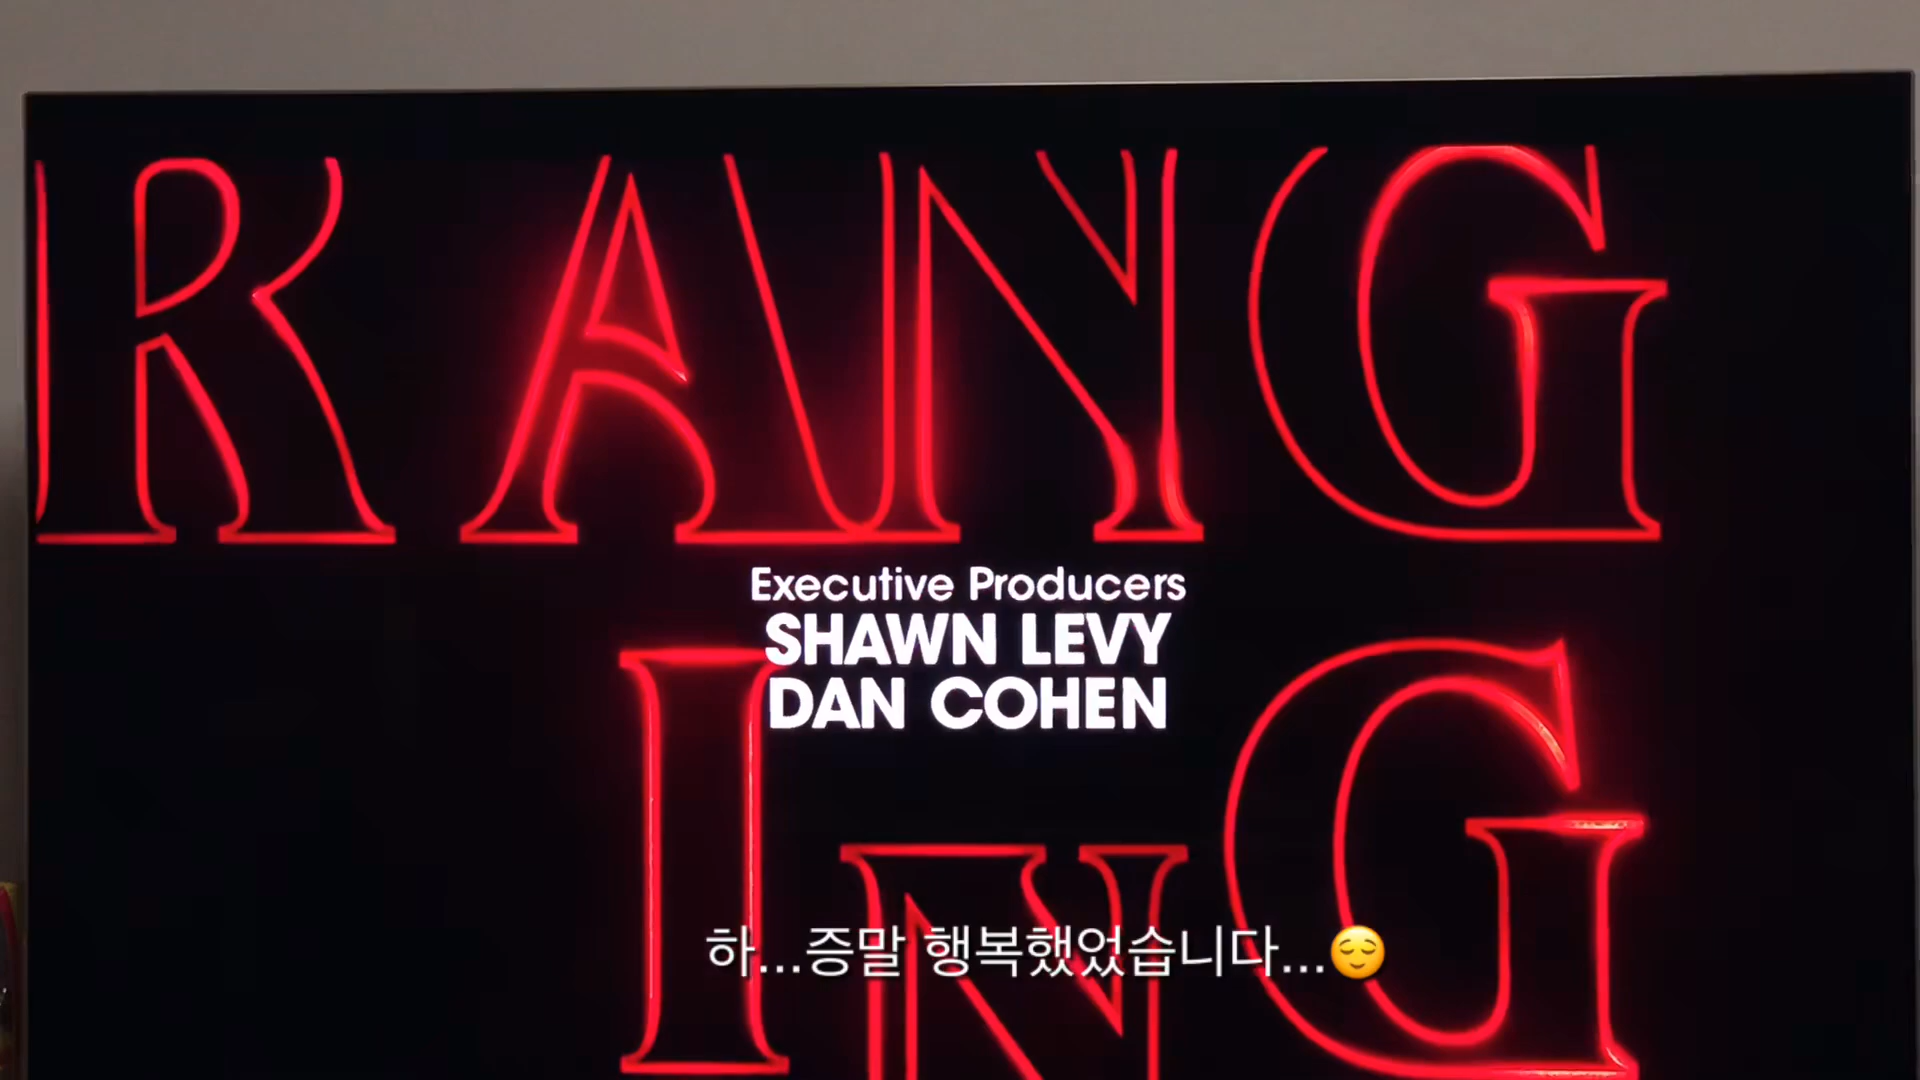 RANG
Executive Producers
SHAWN LEVY
DAN COHEN
ING
하...증말 행복했었습니다...😌